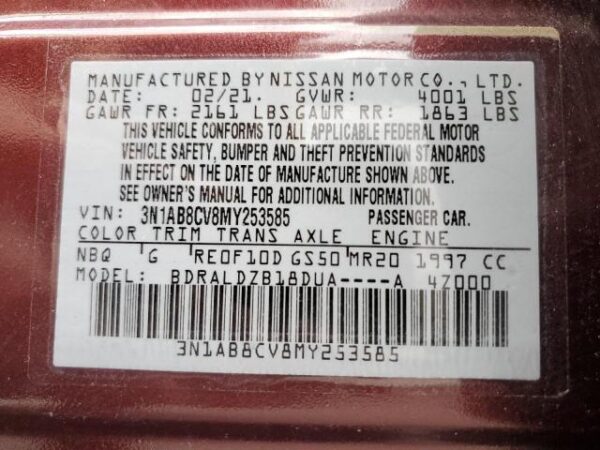 MANUFACTURED BY NISSAN MOTOR CO., LTD.
DATE: 02/21. GVWR: 4001 LBS
GAWR FR: 2161 LBS GAWR RR: 1863 LBS
THIS VEHICLE CONFORMS TO ALL APPLICABLE FEDERAL MOTOR
VEHICLE SAFETY, BUMPER AND THEFT PREVENTION STANDARDS
IN EFFECT ON THE DATE OF MANUFACTURE SHOWN ABOVE.
SEE OWNER'S MANUAL FOR ADDITIONAL INFORMATION.
VIN: 3N1AB8CV8MY253585 PASSENGER CAR.
COLOR TRIM TRANS AXLE ENGINE
NBQ G RE0F10D GS50 MR20 1997 CC
MODEL: BDRALDZB18DUA----A 4Z000
3N1AB8CV8MY253585